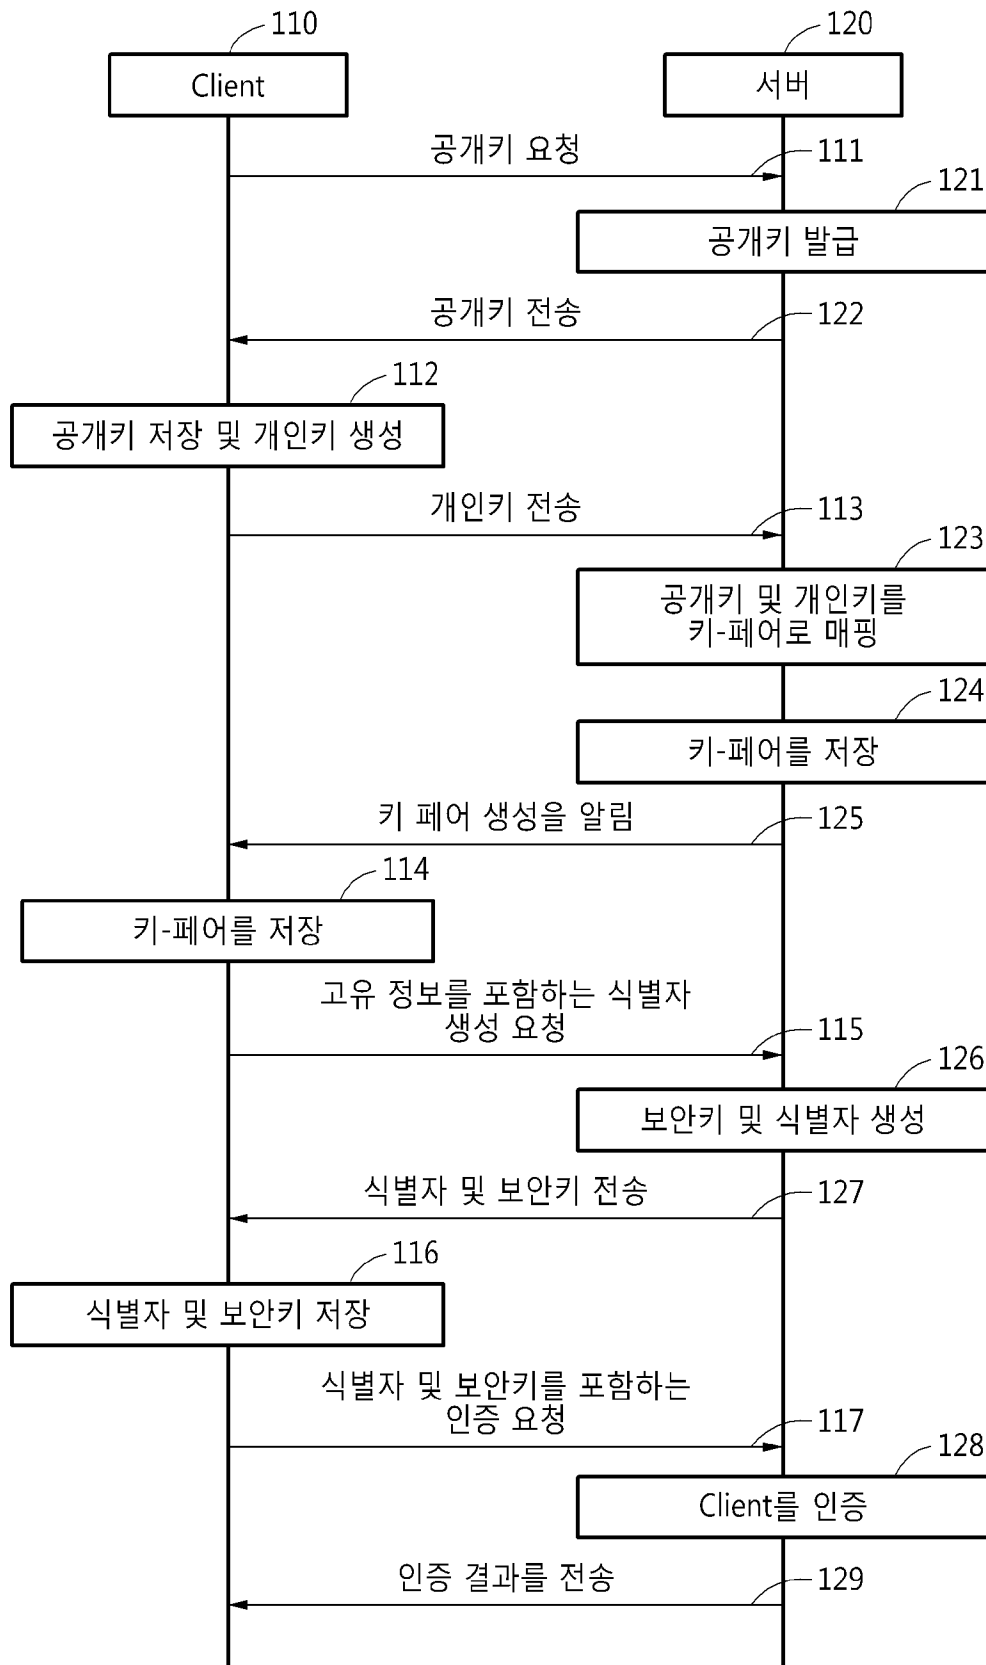 110
120
Client
서버
공개키 요청
111
121
공개키 발급
공개키 전송
122
112
공개키 저장 및 개인키 생성
개인키 전송
113
123
공개키 및 개인키를
키-페어로 매핑
124
키-페어를 저장
키 페어 생성을 알림
125
114
키-페어를 저장
고유 정보를 포함하는 식별자
생성 요청
115
126
보안키 및 식별자 생성
식별자 및 보안키 전송
127
116
식별자 및 보안키 저장
식별자 및 보안키를 포함하는
인증 요청
117
128
Client를 인증
인증 결과를 전송
129